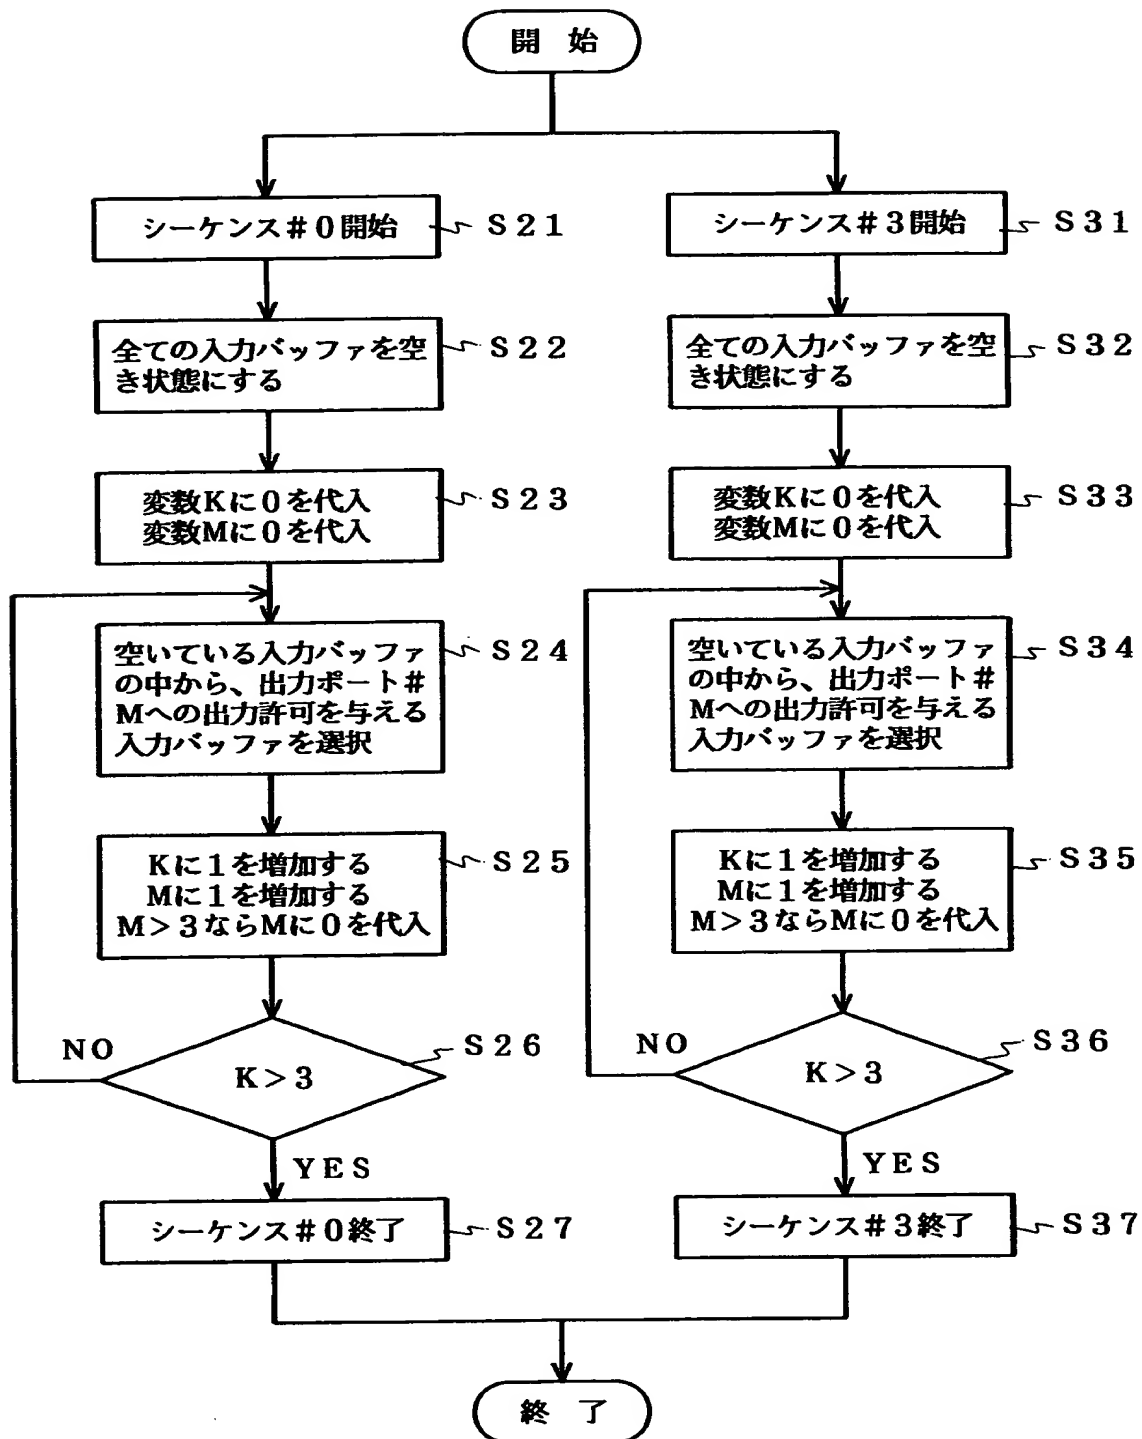 開 始
シーケンス#0開始
S21
全ての入力バッファを空
き状態にする
S22
変数Kに0を代入
変数Mに0を代入
S23
空いている入力バッファ
の中から、出力ポート#
Mへの出力許可を与える
入力バッファを選択
S24
Kに1を増加する
Mに1を増加する
M>3ならMに0を代入
S25
NO
K>3
S26
YES
シーケンス#0終了
S27
シーケンス#3開始
S31
全ての入力バッファを空
き状態にする
S32
変数Kに0を代入
変数Mに0を代入
S33
空いている入力バッファ
の中から、出力ポート#
Mへの出力許可を与える
入力バッファを選択
S34
Kに1を増加する
Mに1を増加する
M>3ならMに0を代入
S35
NO
K>3
S36
YES
シーケンス#3終了
S37
終 了